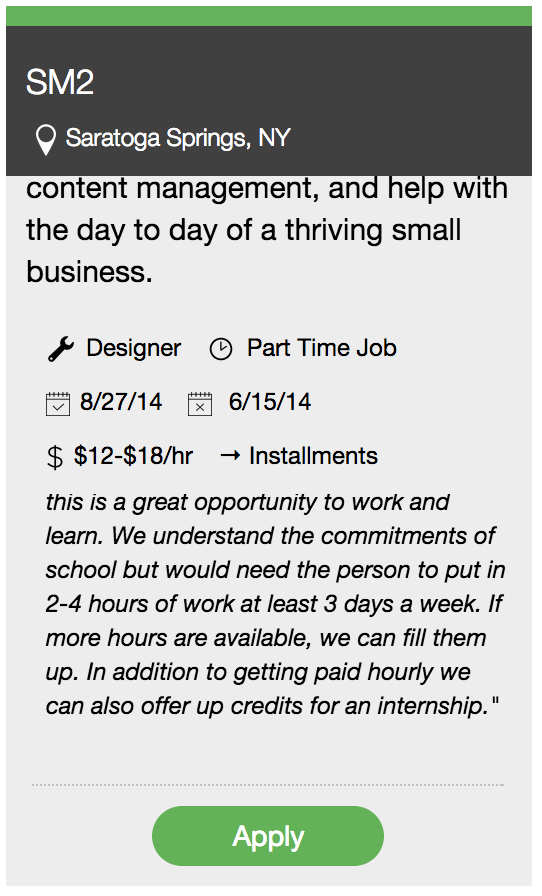 SM2
Saratoga Springs, NY
content management, and help with
the day to day of a thriving small
business.
Designer Part Time Job
8/27/14 6/15/14
$ $12-$18/hr → Installments
this is a great opportunity to work and
learn. We understand the commitments of
school but would need the person to put in
2-4 hours of work at least 3 days a week. If
more hours are available, we can fill them
up. In addition to getting paid hourly we
can also offer up credits for an internship."
Apply